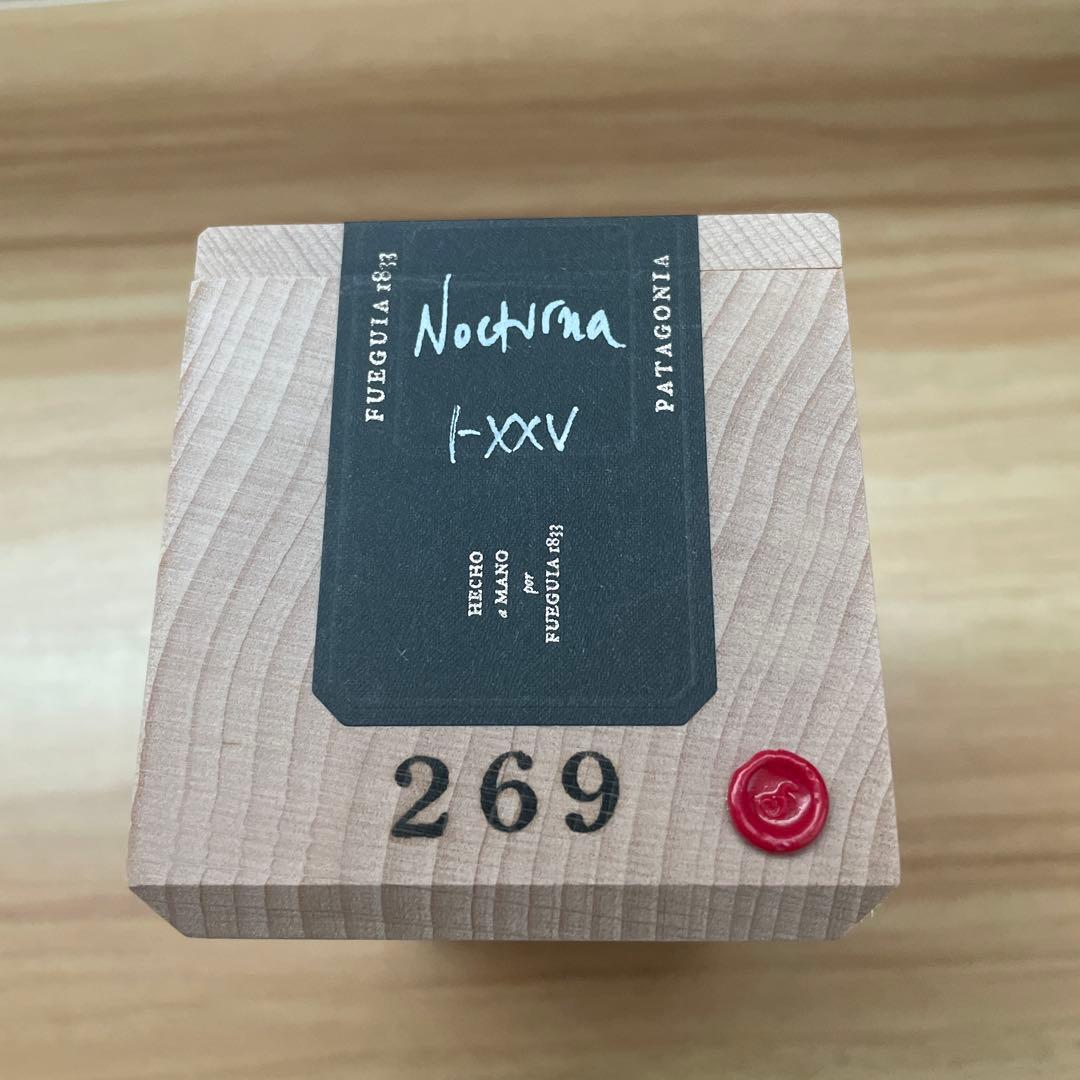 FUEGUIA 1833
Nocturna
I-XXV
PATAGONIA
HECHO
a MANO
por
FUEGUIA 1833
269